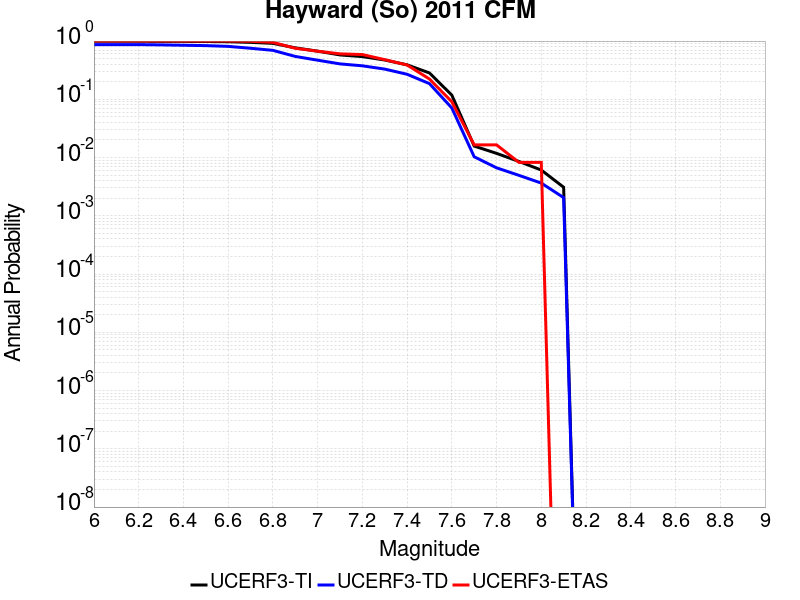 Hayward (So) 2011 CFM
10^0
10^-1
10^-2
10^-3
10^-4
10^-5
10^-6
10^-7
10^-8
Annual Probability
6 6.2 6.4 6.6 6.8 7 7.2 7.4 7.6 7.8 8 8.2 8.4 8.6 8.8 9
Magnitude
UCERF3-TI UCERF3-TD UCERF3-ETAS